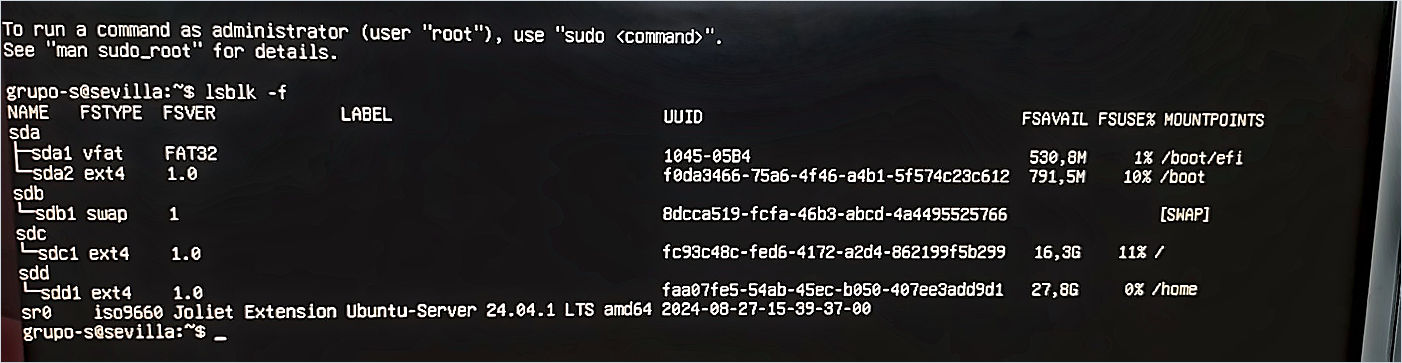 To run a command as administrator (user "root"), use "sudo <command>".
See "man sudo_root" for details.
grupo-s@sevilla:~$ lsblk -f
NAME FSTYPE FSVER LABEL UUID FSAVAIL FSUSE% MOUNTPOINTS
sda
├─sda1 vfat FAT32 1045-05B4 530,8M 1% /boot/efi
└─sda2 ext4 1.0 f0da3466-75a6-4f46-a4b1-5f574c23c612 791,5M 10% /boot
sdb
└─sdb1 swap 1 8dcca519-fcfa-46b3-abcd-4a4495525766 [SWAP]
sdc
└─sdc1 ext4 1.0 fc93c48c-fed6-4172-a2d4-862199f5b299 16,3G 11% /
sdd
└─sdd1 ext4 1.0 faa07fe5-54ab-45ec-b050-407ee3add9d1 27,8G 0% /home
sr0 iso9660 Joliet Extension Ubuntu-Server 24.04.1 LTS amd64 2024-08-27-15-39-37-00
grupo-s@sevilla:~$ _